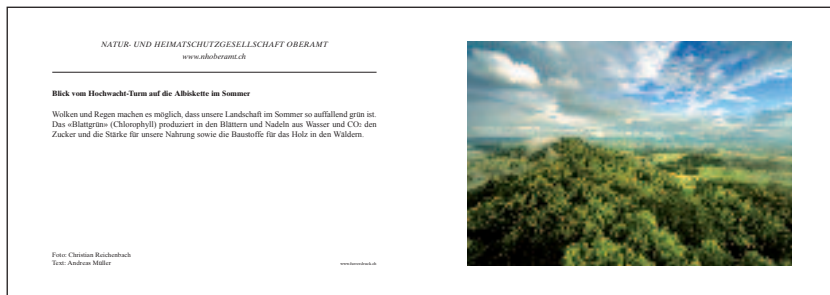 NATUR- UND HEIMATSCHUTZGESELLSCHAFT OBERAMT
www.nhoberamt.ch
Blick vom Hochwacht-Turm auf die Albiskette im Sommer
Wolken und Regen machen es möglich, dass unsere Landschaft im Sommer so auffallend grün ist.
Das «Blattgrün» (Chlorophyll) produziert in den Blättern und Nadeln aus Wasser und CO₂ den
Zucker und die Stärke für unsere Nahrung sowie die Baustoffe für das Holz in den Wäldern.
Foto: Christian Reichenbach
Text: Andreas Müller